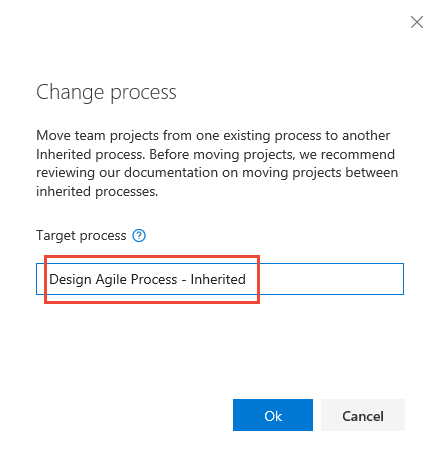 Change process
Move team projects from one existing process to another
Inherited process. Before moving projects, we recommend
reviewing our documentation on moving projects between
inherited processes.
Target process ?
Design Agile Process - Inherited
Ok Cancel